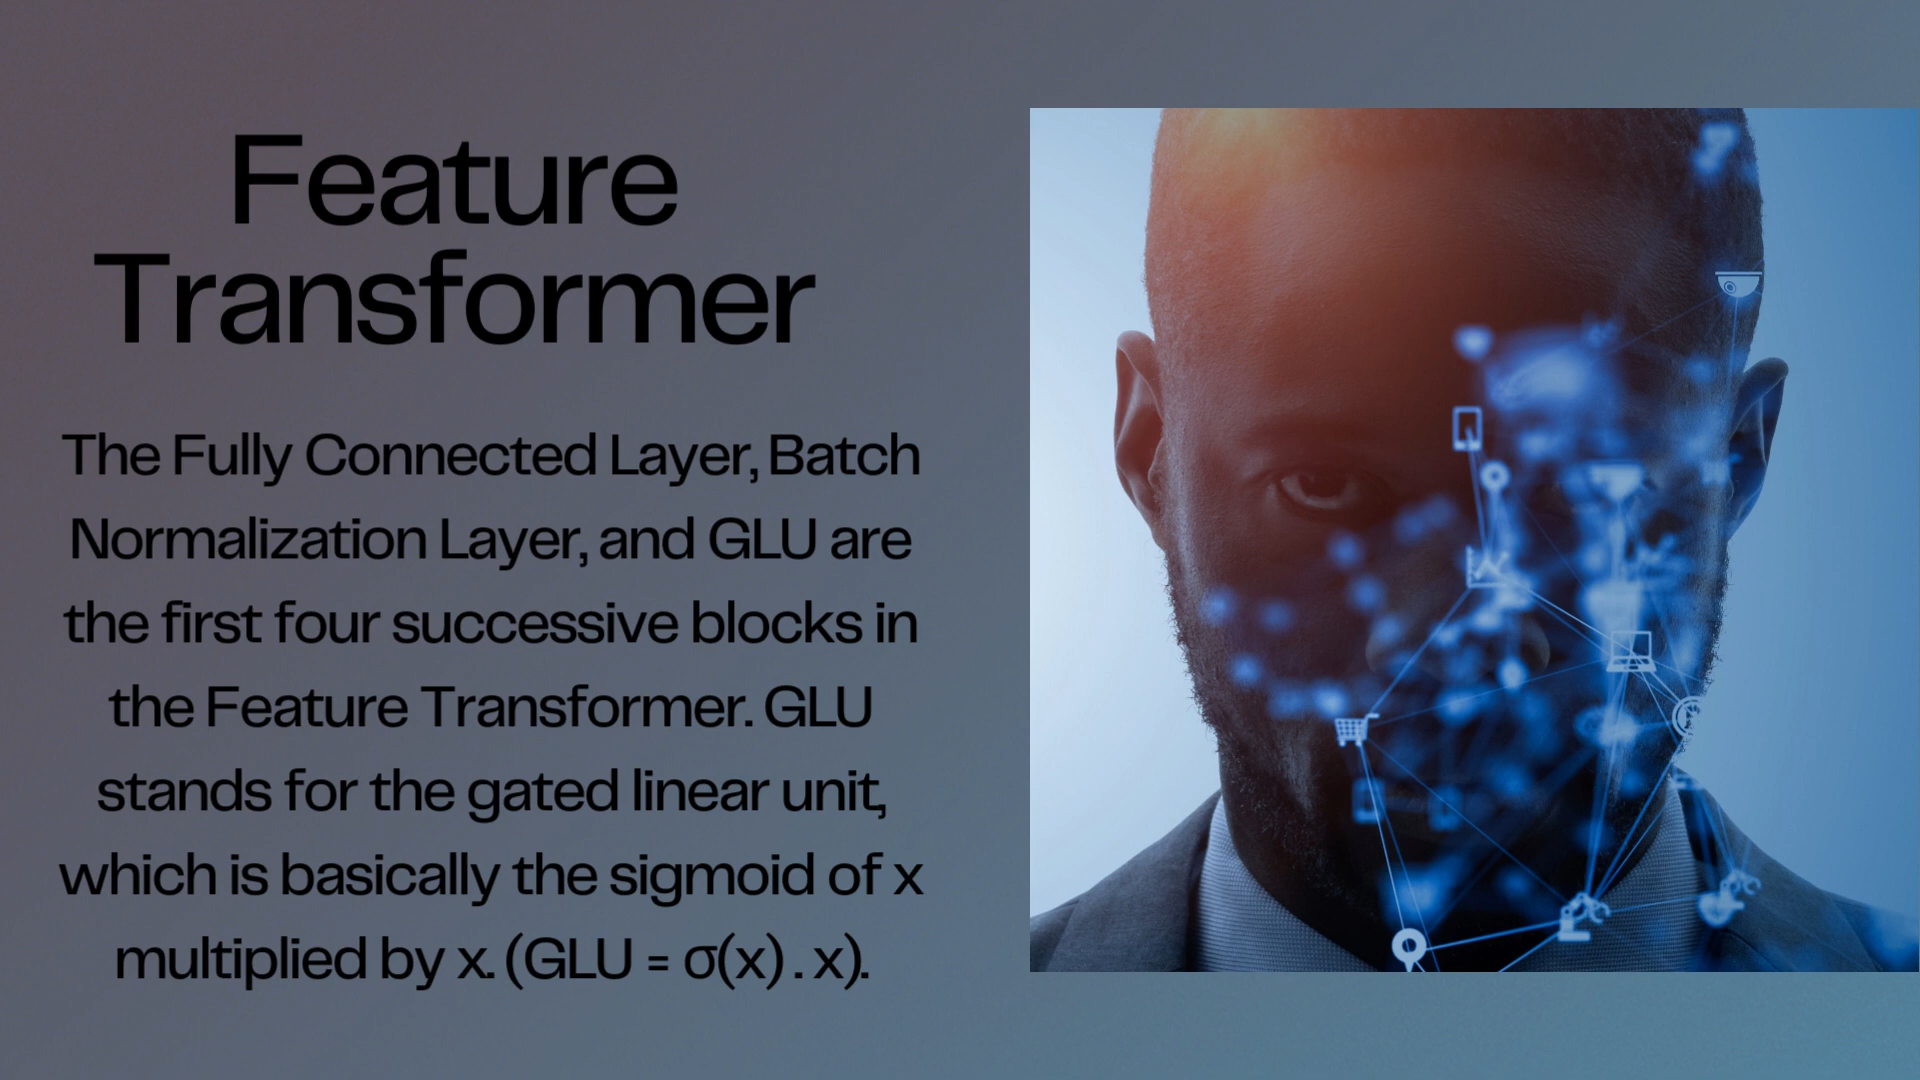 Feature
Transformer
The Fully Connected Layer, Batch
Normalization Layer, and GLU are
the first four successive blocks in
the Feature Transformer. GLU
stands for the gated linear unit,
which is basically the sigmoid of x
multiplied by x. (GLU = σ(x) . x).